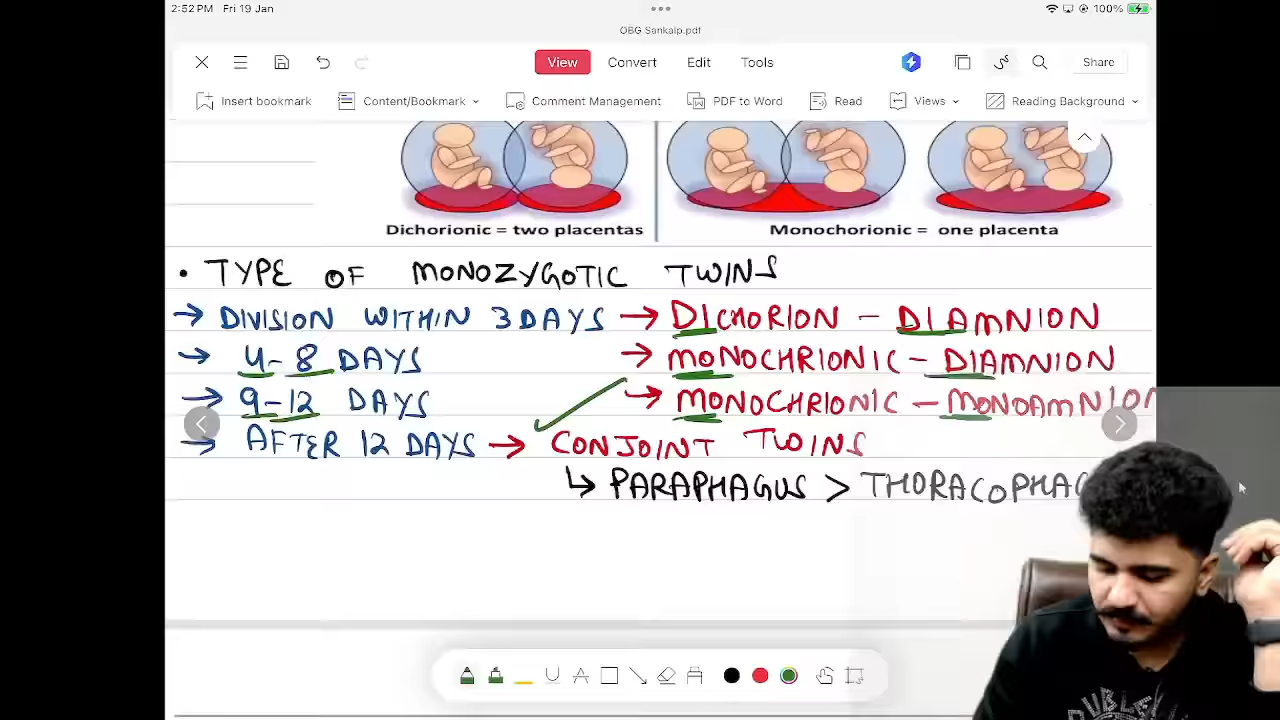 2:52 PM Fri 19 Jan
100%
OBG Sankalp.pdf
View Convert Edit Tools
Share
Insert bookmark Content/Bookmark Comment Management PDF to Word Read Views Reading Background
Dichorionic = two placentas
Monochorionic = one placenta
• TYPE OF MONOZYGOTIC TWINS
→ DIVISION WITHIN 3 DAYS → DICHORION – DIAMNION
→ 4-8 DAYS → MONOCHRIONIC – DIAMNION
→ 9-12 DAYS → MONOCHRIONIC – MONOAMNION
→ AFTER 12 DAYS → CONJOINT TWINS
↳ PARAPHAGUS > THORACOPHAG